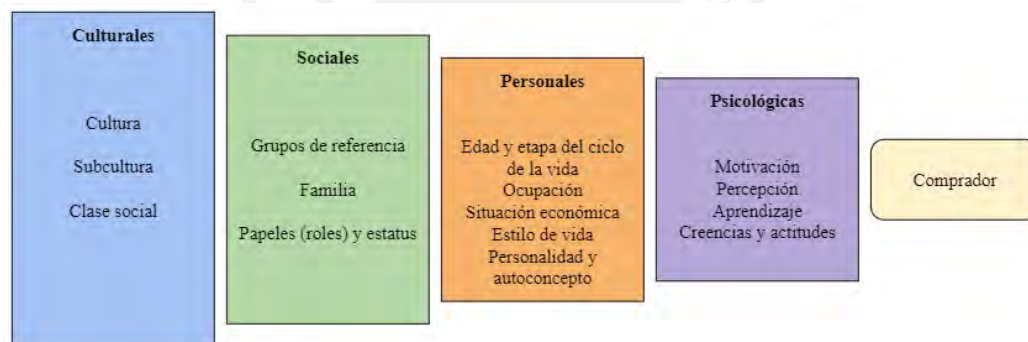 Culturales
Cultura
Subcultura
Clase social
Sociales
Grupos de referencia
Familia
Papeles (roles) y estatus
Personales
Edad y etapa del ciclo
de la vida
Ocupación
Situación económica
Estilo de vida
Personalidad y
autoconcepto
Psicológicas
Motivación
Percepción
Aprendizaje
Creencias y actitudes
Comprador